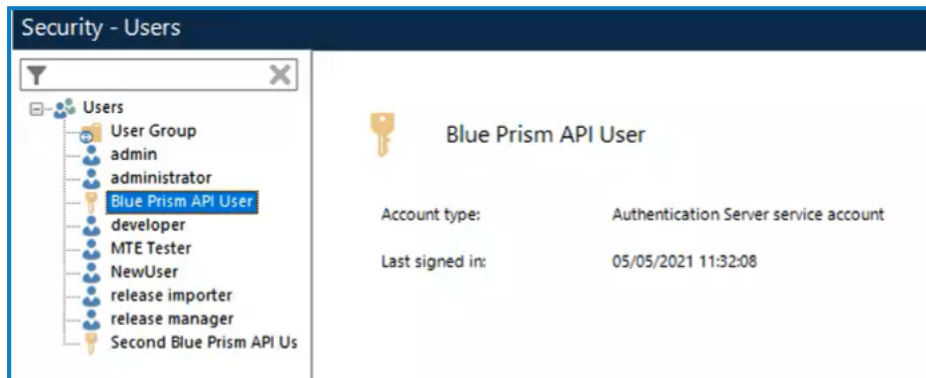 Security - Users
Users
User Group
admin
administrator
Blue Prism API User
developer
MTE Tester
NewUser
release importer
release manager
Second Blue Prism API Us
Blue Prism API User
Account type: Authentication Server service account
Last signed in: 05/05/2021 11:32:08